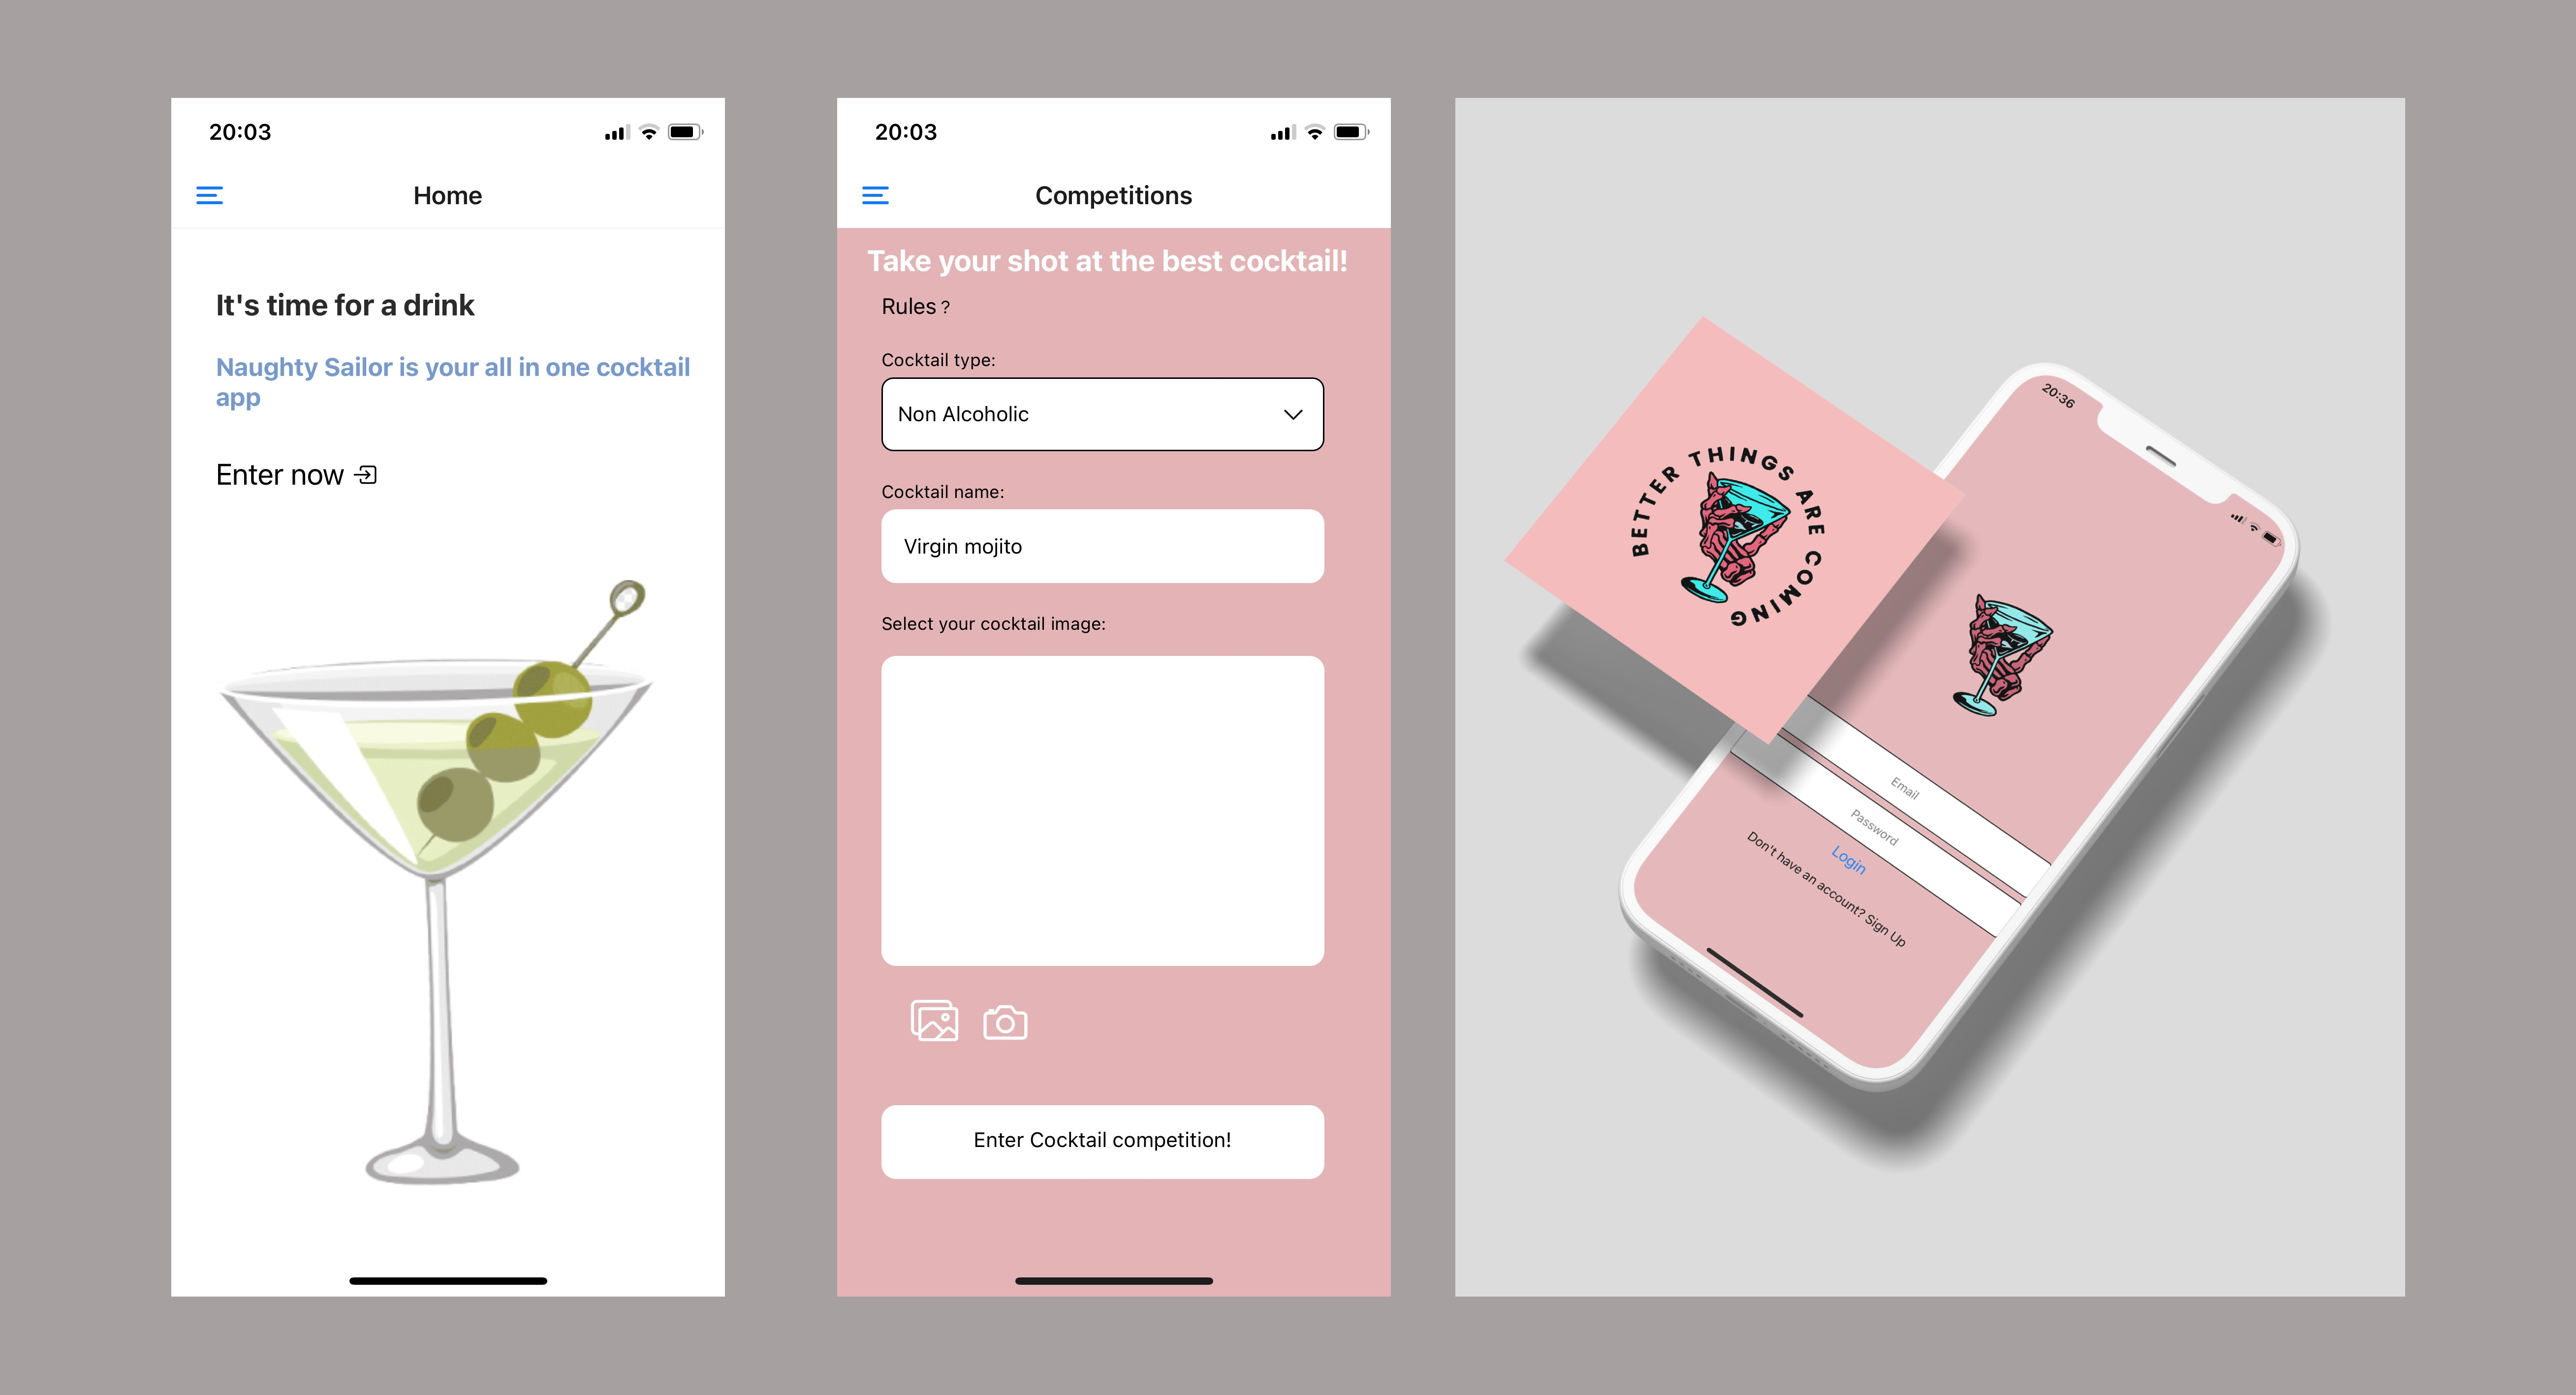 20:03
Home
It's time for a drink
Naughty Sailor is your all in one cocktail
app
Enter now
20:03
Competitions
Take your shot at the best cocktail!
Rules ?
Cocktail type:
Non Alcoholic
Cocktail name:
Virgin mojito
Select your cocktail image:
Enter Cocktail competition!
BETTER THINGS ARE COMING
20:36
Email
Password
Login
Don't have an account? Sign Up